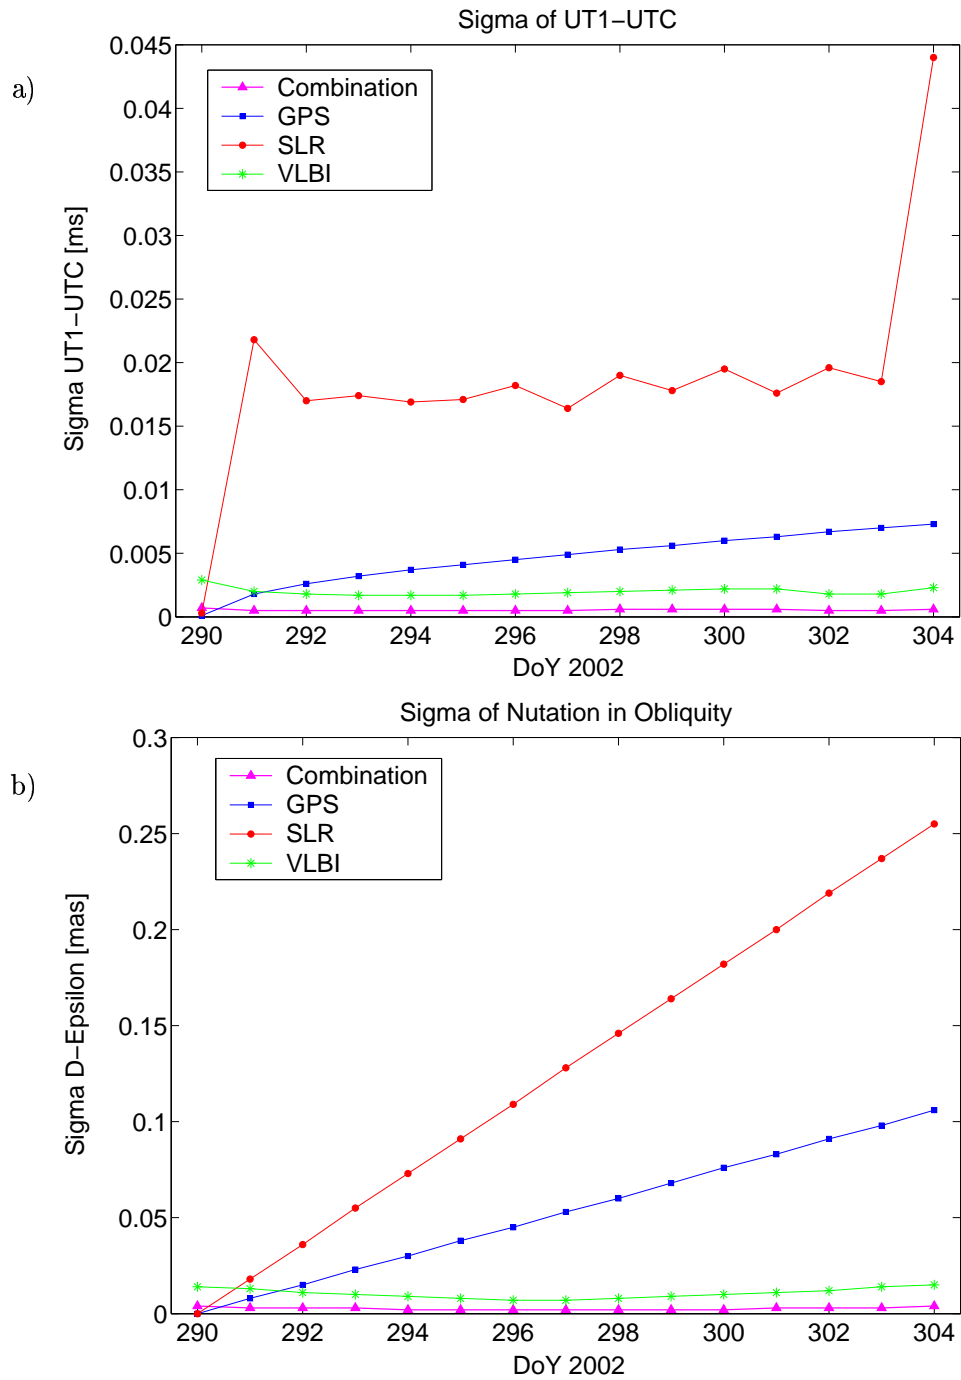 Sigma of UT1−UTC
a)
0.045
0.04
0.035
0.03
0.025
0.02
0.015
0.01
0.005
0
Sigma UT1−UTC [ms]
Combination
GPS
SLR
VLBI
290 292 294 296 298 300 302 304
DoY 2002
Sigma of Nutation in Obliquity
b)
0.3
0.25
0.2
0.15
0.1
0.05
0
Sigma D−Epsilon [mas]
Combination
GPS
SLR
VLBI
290 292 294 296 298 300 302 304
DoY 2002